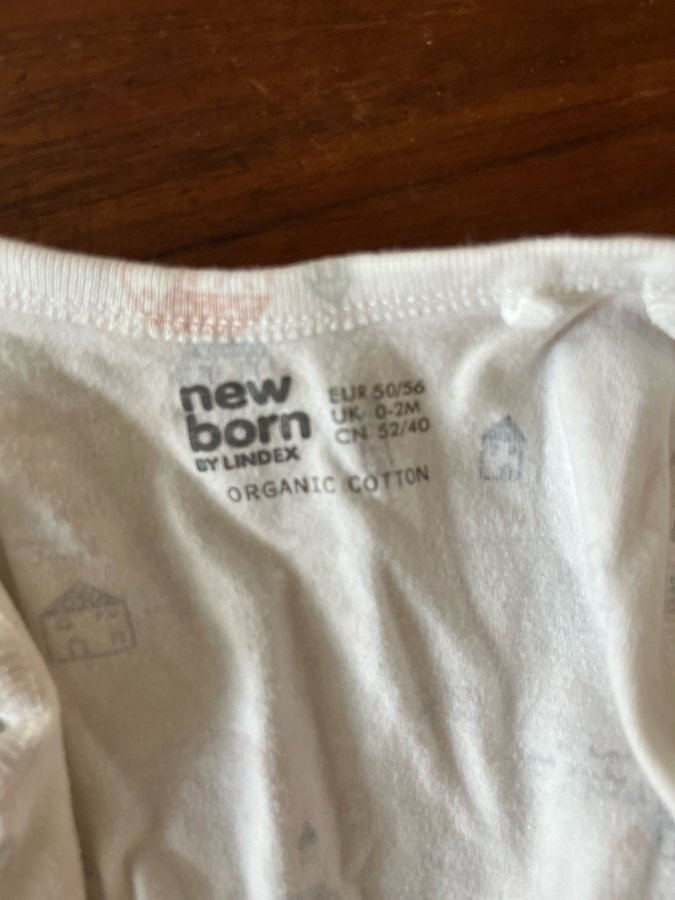 new
born
BY LINDEX
EUR 50/56
UK 0-2M
CN 52/40
ORGANIC COTTON